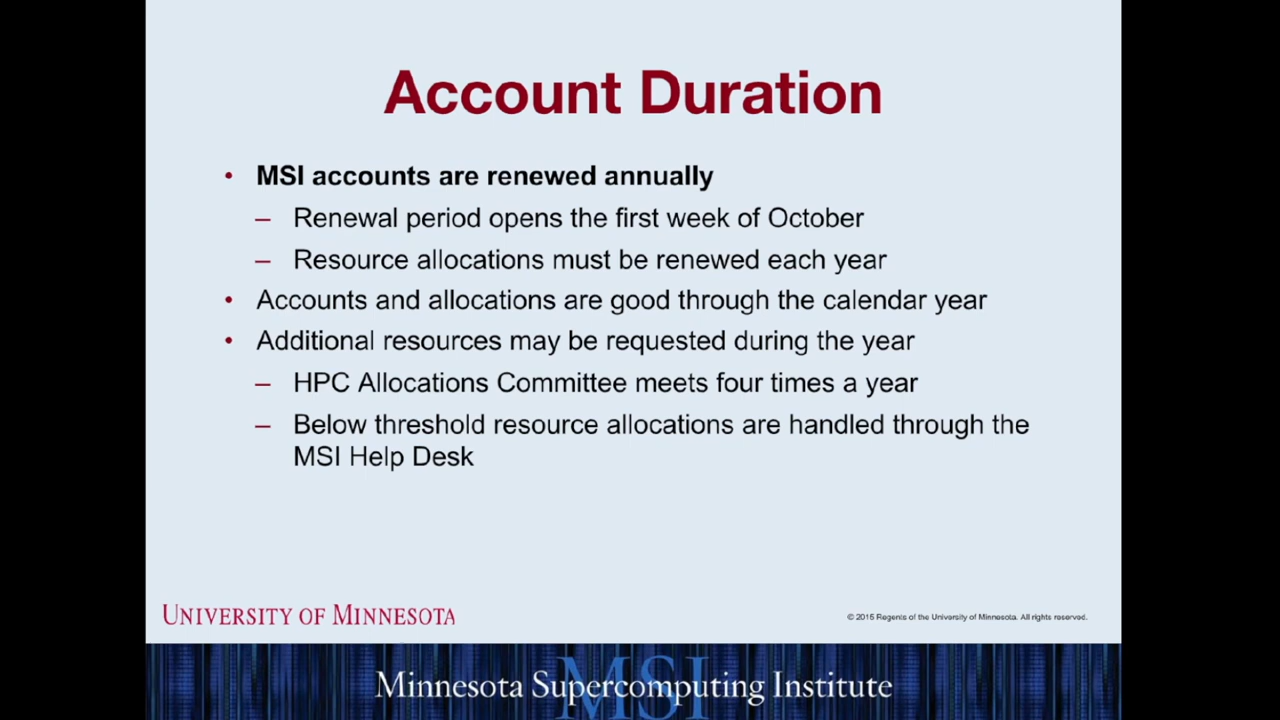 Account Duration
• MSI accounts are renewed annually
– Renewal period opens the first week of October
– Resource allocations must be renewed each year
• Accounts and allocations are good through the calendar year
• Additional resources may be requested during the year
– HPC Allocations Committee meets four times a year
– Below threshold resource allocations are handled through the
MSI Help Desk
UNIVERSITY OF MINNESOTA
© 2015 Regents of the University of Minnesota. All rights reserved.
MSI
Minnesota Supercomputing Institute